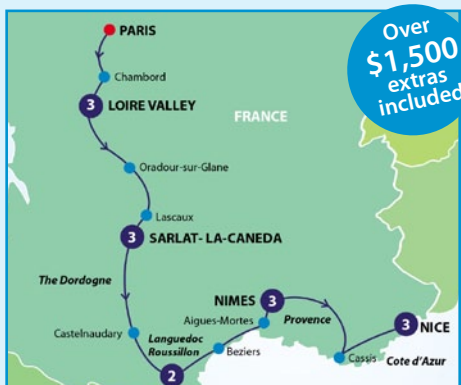 Over
$1,500
extras
included
PARIS
Chambord
3 LOIRE VALLEY
FRANCE
Oradour-sur-Glane
Lascaux
3 SARLAT- LA-CANEDA
The Dordogne
NIMES 3
Aigues-Mortes
Provence
3 NICE
Castelnaudary
Languedoc
Roussillon
Beziers
Cassis
Cote d'Azur
2